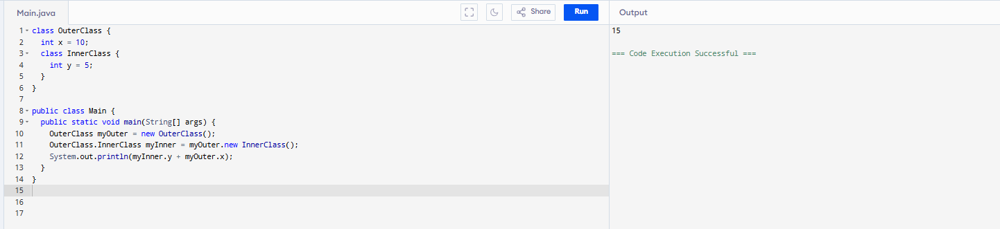 Main.java
Share
Run
Output
1 class OuterClass {
2   int x = 10;
3   class InnerClass {
4     int y = 5;
5   }
6 }
7
8 public class Main {
9   public static void main(String[] args) {
10     OuterClass myOuter = new OuterClass();
11     OuterClass.InnerClass myInner = myOuter.new InnerClass();
12     System.out.println(myInner.y + myOuter.x);
13   }
14 }
15
16
17
15
=== Code Execution Successful ===